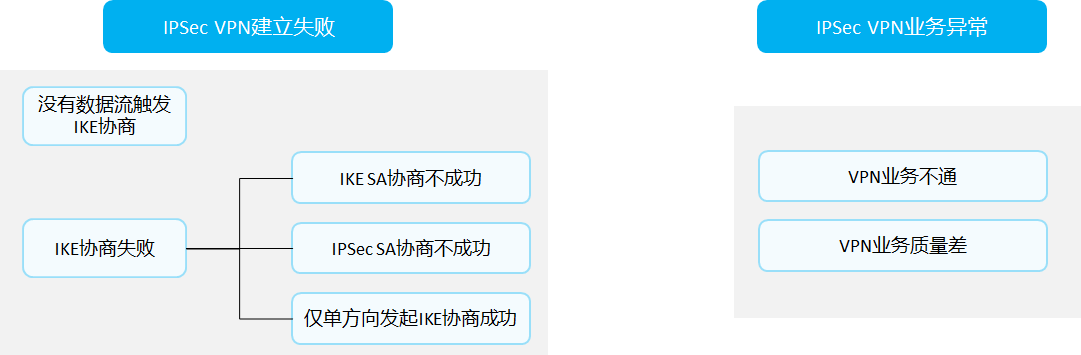 IPSec VPN建立失败
没有数据流触发
IKE协商
IKE协商失败
IKE SA协商不成功
IPSec SA协商不成功
仅单方向发起IKE协商成功
IPSec VPN业务异常
VPN业务不通
VPN业务质量差